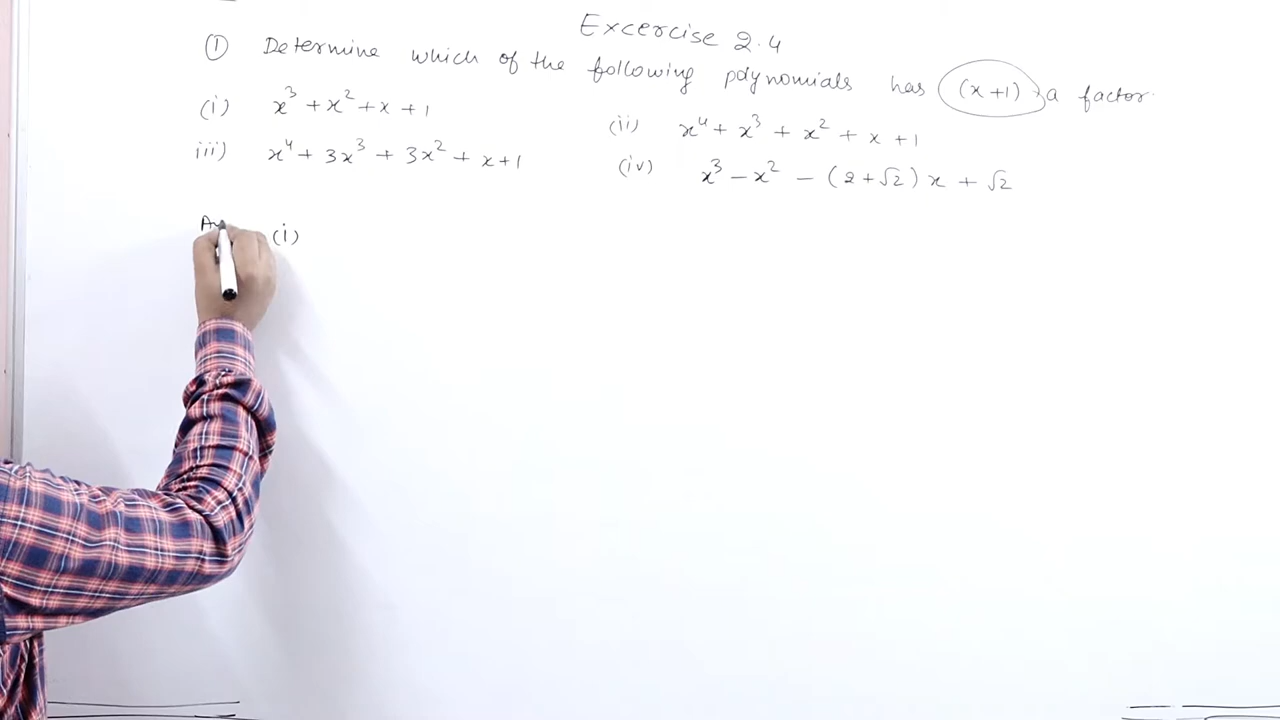 Excercise 2.4
① Determine which of the following polynomials has (x+1) a factor.
(i) x³ + x² + x + 1
(ii) x⁴ + x³ + x² + x + 1
iii) x⁴ + 3x³ + 3x² + x + 1
(iv) x³ − x² − (2 + √2) x + √2
(i)